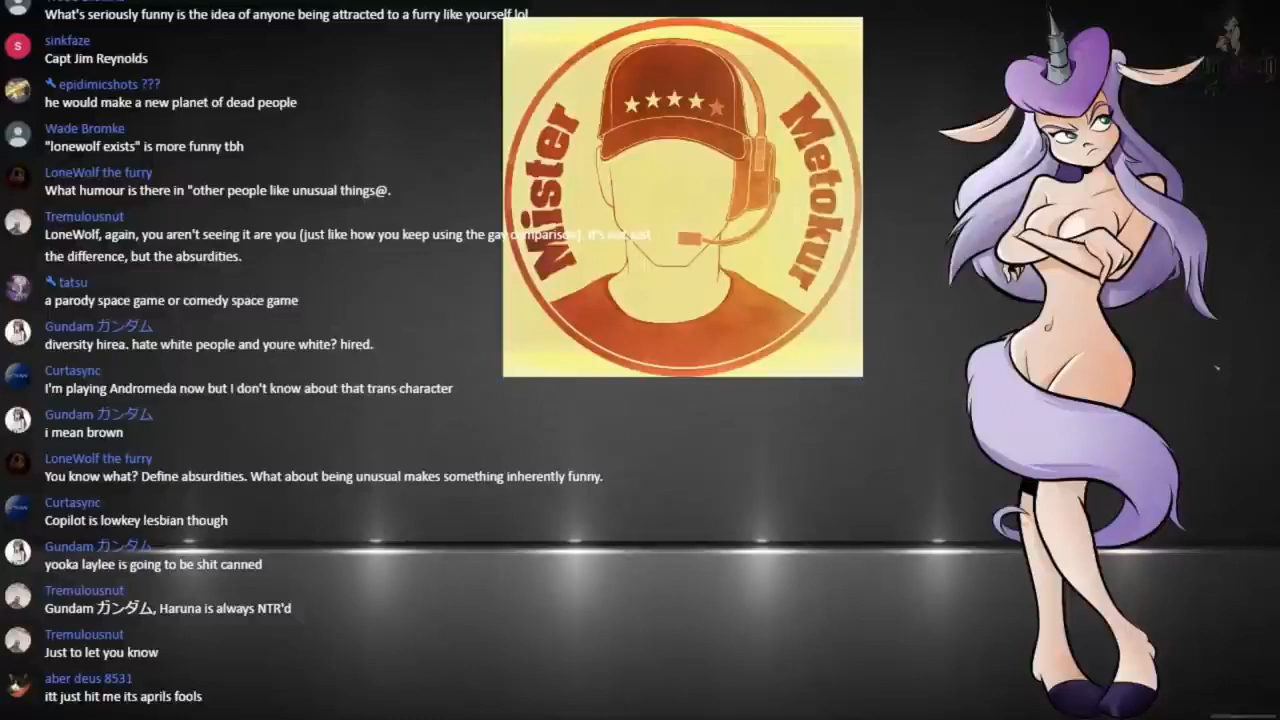 What's seriously funny is the idea of anyone being attracted to a furry like yourself lol
sinkfaze
Capt Jim Reynolds
epidimicshots ???
he would make a new planet of dead people
Wade Bromke
"lonewolf exists" is more funny tbh
LoneWolf the furry
What humour is there in "other people like unusual things@.
Tremulousnut
LoneWolf, again, you aren't seeing it are you (just like how you keep using the gay comparison). It's not just
the difference, but the absurdities.
tatsu
a parody space game or comedy space game
Gundam ガンダム
diversity hirea. hate white people and youre white? hired.
Curtasync
I'm playing Andromeda now but I don't know about that trans character
Gundam ガンダム
i mean brown
LoneWolf the furry
You know what? Define absurdities. What about being unusual makes something inherently funny.
Curtasync
Copilot is lowkey lesbian though
Gundam ガンダム
yooka laylee is going to be shit canned
Tremulousnut
Gundam ガンダム, Haruna is always NTR'd
Tremulousnut
Just to let you know
aber deus 8531
itt just hit me its aprils fools
S
Mister
Metokur